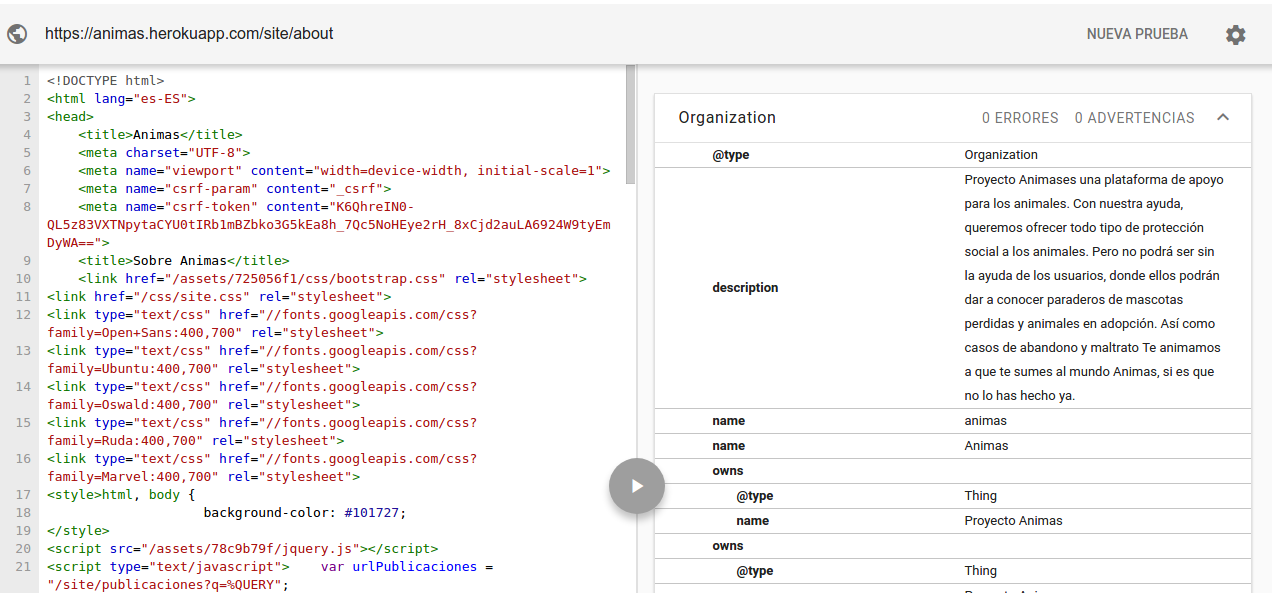 https://animas.herokuapp.com/site/about
NUEVA PRUEBA
1 <!DOCTYPE html>
2 <html lang="es-ES">
3 <head>
4 <title>Animas</title>
5 <meta charset="UTF-8">
6 <meta name="viewport" content="width=device-width, initial-scale=1">
7 <meta name="csrf-param" content="_csrf">
8 <meta name="csrf-token" content="K6QhreIN0-
QL5z83VXTNpytaCYU0tIRb1mBZbko3G5kEa8h_7Qc5NoHEye2rH_8xCjd2auLA6924W9tyEm
DyWA==">
9 <title>Sobre Animas</title>
10 <link href="/assets/725056f1/css/bootstrap.css" rel="stylesheet">
11 <link href="/css/site.css" rel="stylesheet">
12 <link type="text/css" href="//fonts.googleapis.com/css?
family=Open+Sans:400,700" rel="stylesheet">
13 <link type="text/css" href="//fonts.googleapis.com/css?
family=Ubuntu:400,700" rel="stylesheet">
14 <link type="text/css" href="//fonts.googleapis.com/css?
family=Oswald:400,700" rel="stylesheet">
15 <link type="text/css" href="//fonts.googleapis.com/css?
family=Ruda:400,700" rel="stylesheet">
16 <link type="text/css" href="//fonts.googleapis.com/css?
family=Marvel:400,700" rel="stylesheet">
17 <style>html, body {
18 background-color: #101727;
19 </style>
20 <script src="/assets/78c9b79f/jquery.js"></script>
21 <script type="text/javascript"> var urlPublicaciones =
"/site/publicaciones?q=%QUERY";
Organization
0 ERRORES 0 ADVERTENCIAS
@type Organization
description
Proyecto Animases una plataforma de apoyo
para los animales. Con nuestra ayuda,
queremos ofrecer todo tipo de protección
social a los animales. Pero no podrá ser sin
la ayuda de los usuarios, donde ellos podrán
dar a conocer paraderos de mascotas
perdidas y animales en adopción. Así como
casos de abandono y maltrato Te animamos
a que te sumes al mundo Animas, si es que
no lo has hecho ya.
name animas
name Animas
owns
@type Thing
name Proyecto Animas
owns
@type Thing